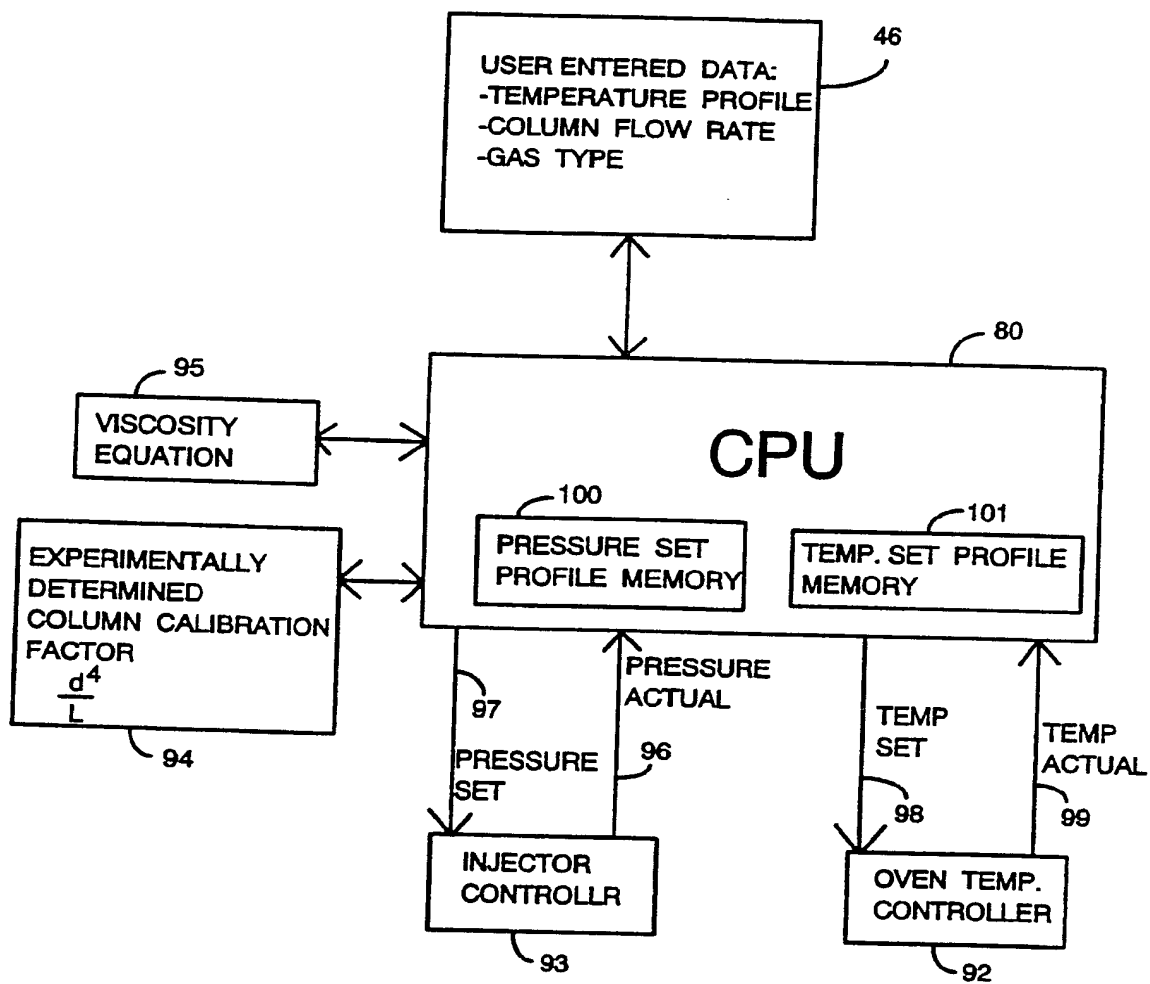 46
USER ENTERED DATA:
-TEMPERATURE PROFILE
-COLUMN FLOW RATE
-GAS TYPE
80
95
VISCOSITY
EQUATION
CPU
100
PRESSURE SET
PROFILE MEMORY
101
TEMP. SET PROFILE
MEMORY
EXPERIMENTALLY
DETERMINED
COLUMN CALIBRATION
FACTOR
d⁴
L
94
97
PRESSURE
SET
PRESSURE
ACTUAL
96
TEMP
SET
98
TEMP
ACTUAL
99
INJECTOR
CONTROLLR
93
OVEN TEMP.
CONTROLLER
92